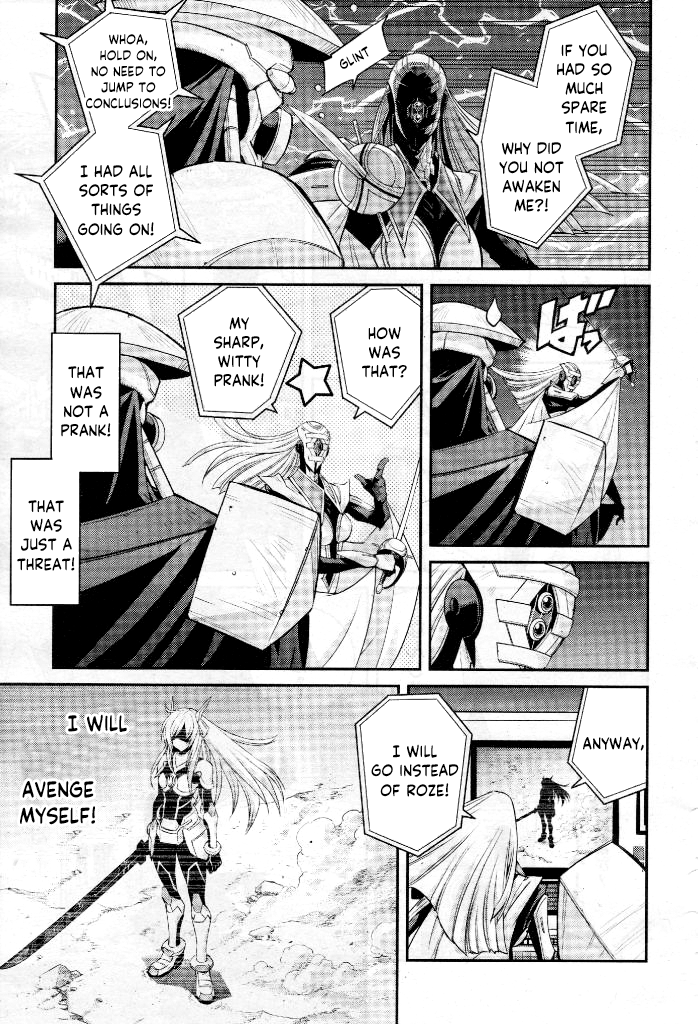 IF YOU
HAD SO
MUCH
SPARE
TIME,
WHY DID
YOU NOT
AWAKEN
ME?!
GLINT
WHOA,
HOLD ON,
NO NEED TO
JUMP TO
CONCLUSIONS!
I HAD ALL
SORTS OF
THINGS
GOING ON!
ばっ
HOW
WAS
THAT?
MY
SHARP,
WITTY
PRANK!
THAT
WAS
NOT A
PRANK!
THAT
WAS
JUST A
THREAT!
ANYWAY,
I WILL
GO INSTEAD
OF ROZE!
I WILL
AVENGE
MYSELF!